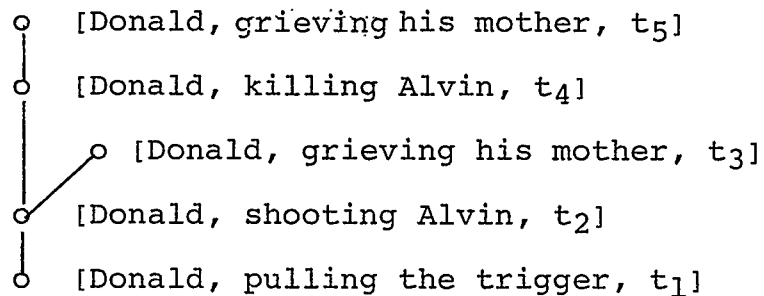 [Donald, grieving his mother, t5]
[Donald, killing Alvin, t4]
[Donald, grieving his mother, t3]
[Donald, shooting Alvin, t2]
[Donald, pulling the trigger, t1]